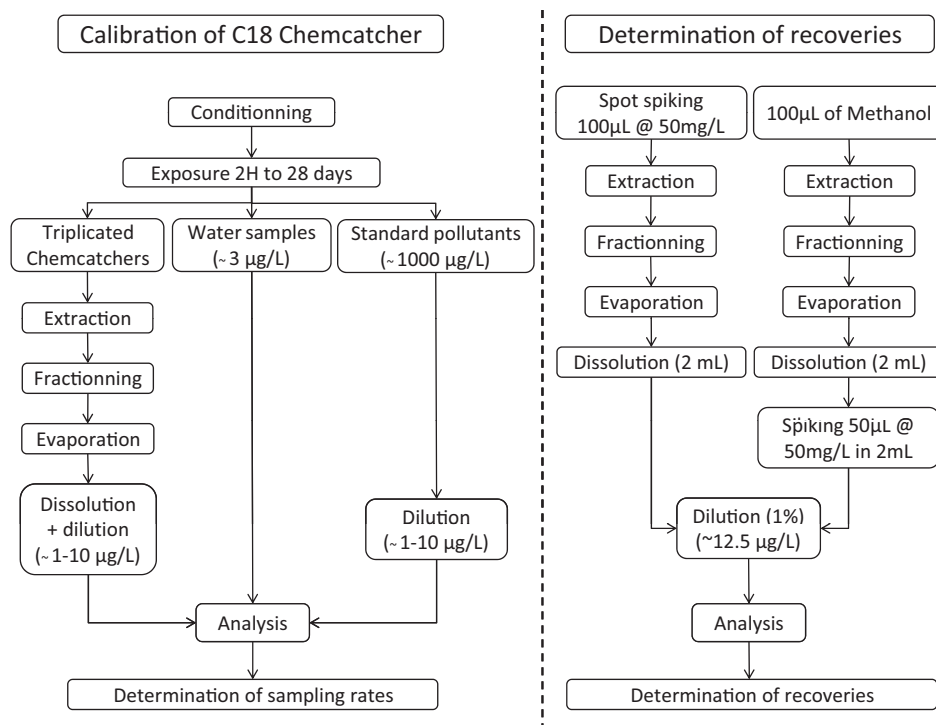 Calibration of C18 Chemcatcher
Conditionning
Exposure 2H to 28 days
Triplicated
Chemcatchers
Water samples
(~3 µg/L)
Standard pollutants
(~1000 µg/L)
Extraction
Fractionning
Evaporation
Dissolution
+ dilution
(~1-10 µg/L)
Dilution
(~1-10 µg/L)
Analysis
Determination of sampling rates
Determination of recoveries
Spot spiking
100µL @ 50mg/L
100µL of Methanol
Extraction
Extraction
Fractionning
Fractionning
Evaporation
Evaporation
Dissolution (2 mL)
Dissolution (2 mL)
Spiking 50µL @
50mg/L in 2mL
Dilution (1%)
(~12.5 µg/L)
Analysis
Determination of recoveries